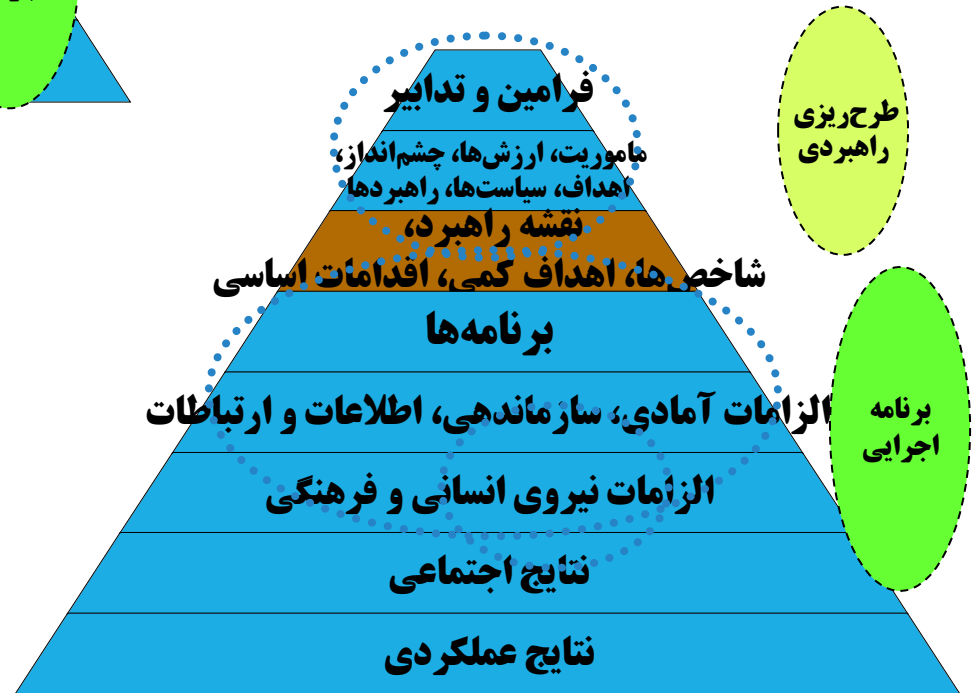 فرامین و تدابیر
ماموریت، ارزش‌ها، چشم‌انداز،
اهداف، سیاست‌ها، راهبردها
نقشه راهبرد،
شاخص‌ها، اهداف کمی، اقدامات اساسی
برنامه‌ها
الزامات آمادی، سازماندهی، اطلاعات و ارتباطات
الزامات نیروی انسانی و فرهنگی
نتایج اجتماعی
نتایج عملکردی
طرح‌ریزی
راهبردی
برنامه
اجرایی